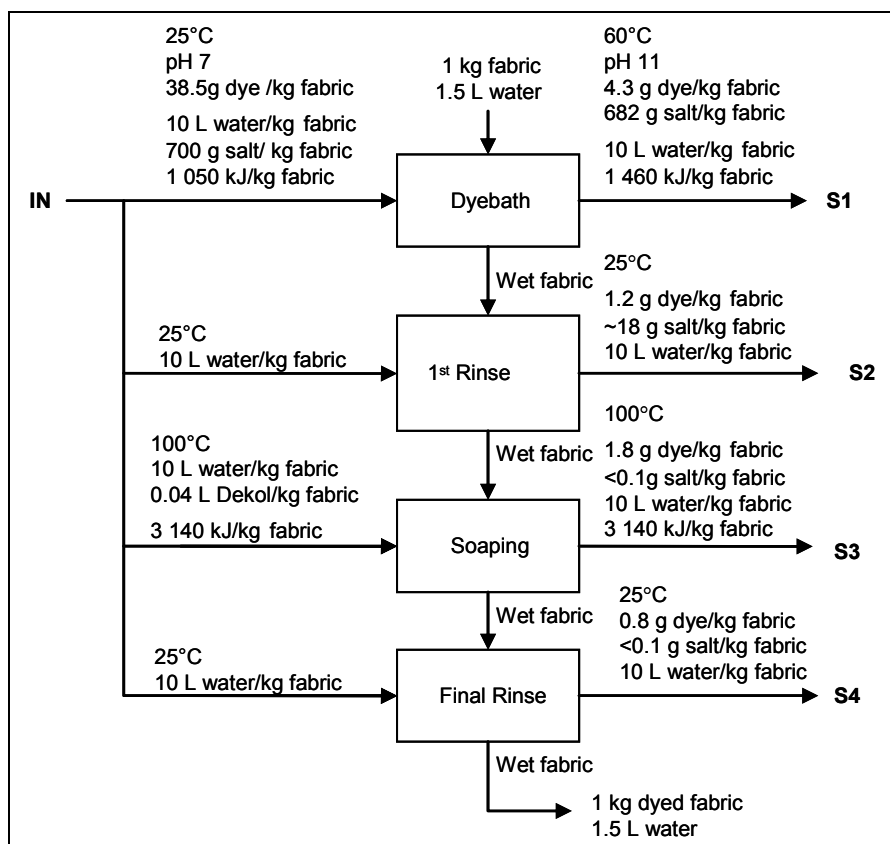 25°C
pH 7
38.5g dye /kg fabric
10 L water/kg fabric
700 g salt/ kg fabric
1 050 kJ/kg fabric
1 kg fabric
1.5 L water
60°C
pH 11
4.3 g dye/kg fabric
682 g salt/kg fabric
10 L water/kg fabric
1 460 kJ/kg fabric
IN
Dyebath
S1
Wet fabric
25°C
10 L water/kg fabric
1st Rinse
25°C
1.2 g dye/kg fabric
~18 g salt/kg fabric
10 L water/kg fabric
S2
Wet fabric
100°C
10 L water/kg fabric
0.04 L Dekol/kg fabric
3 140 kJ/kg fabric
Soaping
100°C
1.8 g dye/kg fabric
<0.1g salt/kg fabric
10 L water/kg fabric
3 140 kJ/kg fabric
S3
Wet fabric
25°C
10 L water/kg fabric
Final Rinse
25°C
0.8 g dye/kg fabric
<0.1 g salt/kg fabric
10 L water/kg fabric
S4
Wet fabric
1 kg dyed fabric
1.5 L water